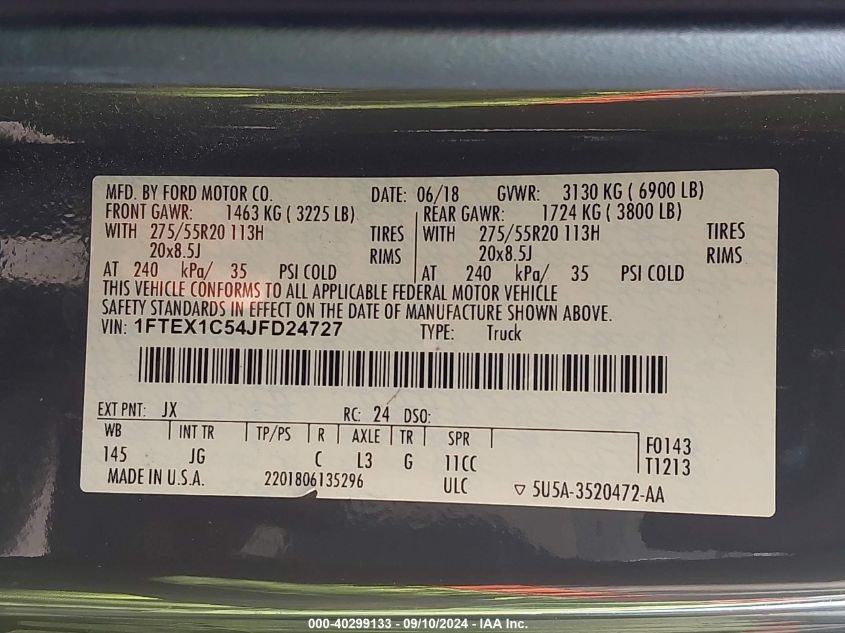 MFD. BY FORD MOTOR CO. DATE: 06/18 GVWR: 3130 KG ( 6900 LB)
FRONT GAWR: 1463 KG ( 3225 LB) REAR GAWR: 1724 KG ( 3800 LB)
WITH 275/55R20 113H TIRES WITH 275/55R20 113H TIRES
20x8.5J RIMS 20x8.5J RIMS
AT 240 kPa/ 35 PSI COLD AT 240 kPa/ 35 PSI COLD
THIS VEHICLE CONFORMS TO ALL APPLICABLE FEDERAL MOTOR VEHICLE
SAFETY STANDARDS IN EFFECT ON THE DATE OF MANUFACTURE SHOWN ABOVE.
VIN: 1FTEX1C54JFD24727 TYPE: Truck
EXT PNT: JX RC: 24 DSO:
WB INT TR TP/PS R AXLE TR SPR F0143
145 JG C L3 G 11CC T1213
MADE IN U.S.A. 2201806135296 ULC ▽ 5U5A-3520472-AA
000-40299133 - 09/10/2024 - IAA Inc.